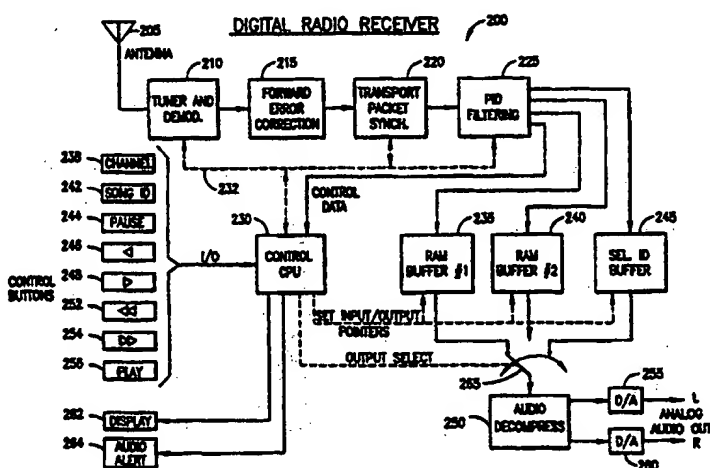 DIGITAL RADIO RECEIVER
200
205
ANTENNA
210
TUNER AND
DEMOD.
215
FORWARD
ERROR
CORRECTION
220
TRANSPORT
PACKET
SYNCH.
225
PID
FILTERING
232
CONTROL
DATA
238
CHANNEL
242
SONG ID
244
PAUSE
246
248
252
254
256
PLAY
CONTROL
BUTTONS
I/O
230
CONTROL
CPU
235
RAM
BUFFER #1
240
RAM
BUFFER #2
245
SEL. ID
BUFFER
SET INPUT/OUTPUT
POINTERS
OUTPUT SELECT
265
262
DISPLAY
264
AUDIO
ALERT
250
AUDIO
DECOMPRESS
255
D/A
L
ANALOG
AUDIO OUT
R
D/A
260